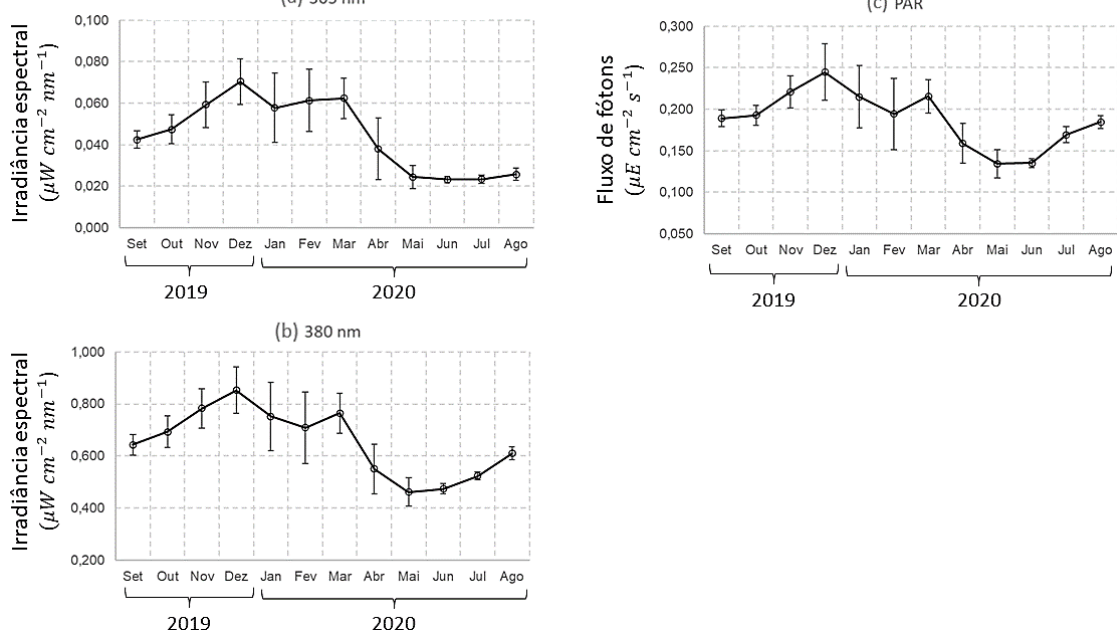 (c) PAR
Irradiância espectral
(μW cm⁻² nm⁻¹)
0,100
0,080
0,060
0,040
0,020
0,000
Set Out Nov Dez Jan Fev Mar Abr Mai Jun Jul Ago
2019 2020
Fluxo de fótons
(μE cm⁻² s⁻¹)
0,300
0,250
0,200
0,150
0,100
0,050
Set Out Nov Dez Jan Fev Mar Abr Mai Jun Jul Ago
2019 2020
(b) 380 nm
Irradiância espectral
(μW cm⁻² nm⁻¹)
1,000
0,800
0,600
0,400
0,200
Set Out Nov Dez Jan Fev Mar Abr Mai Jun Jul Ago
2019 2020